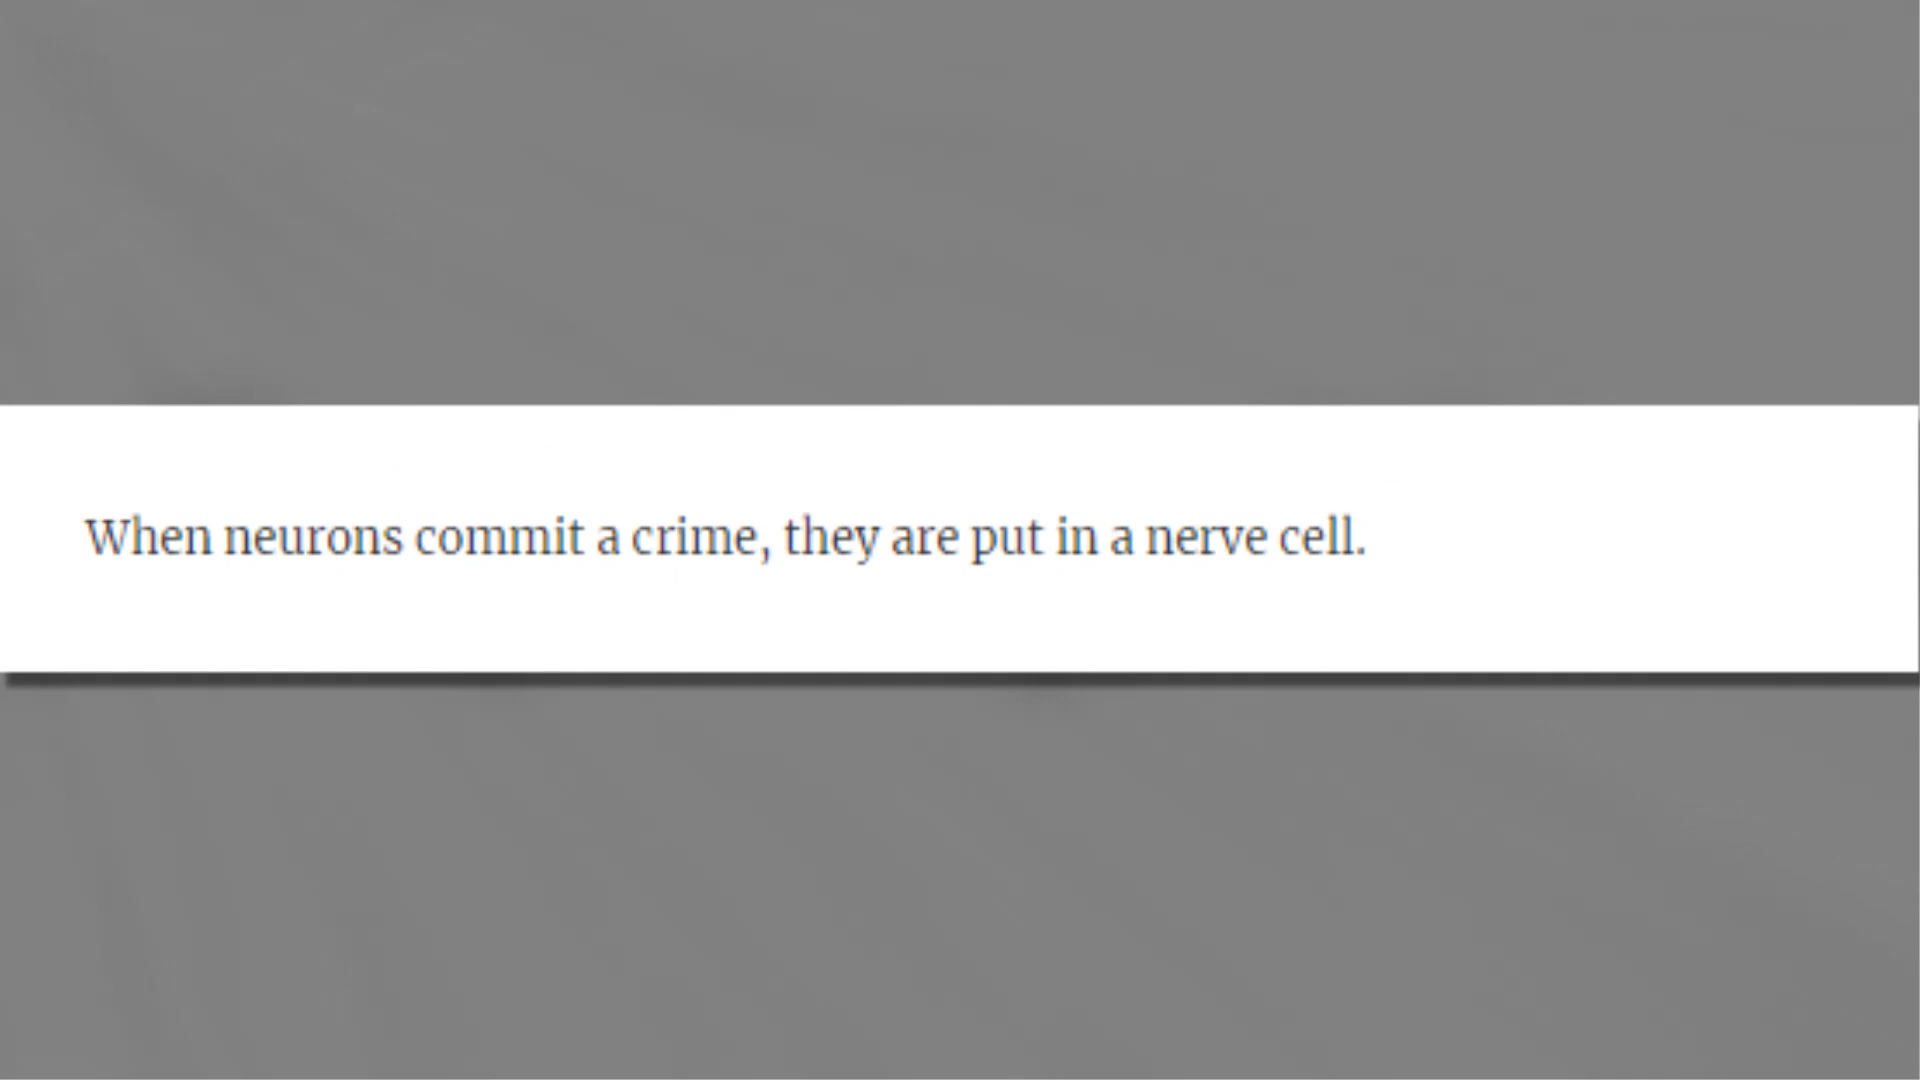 When neurons commit a crime, they are put in a nerve cell.